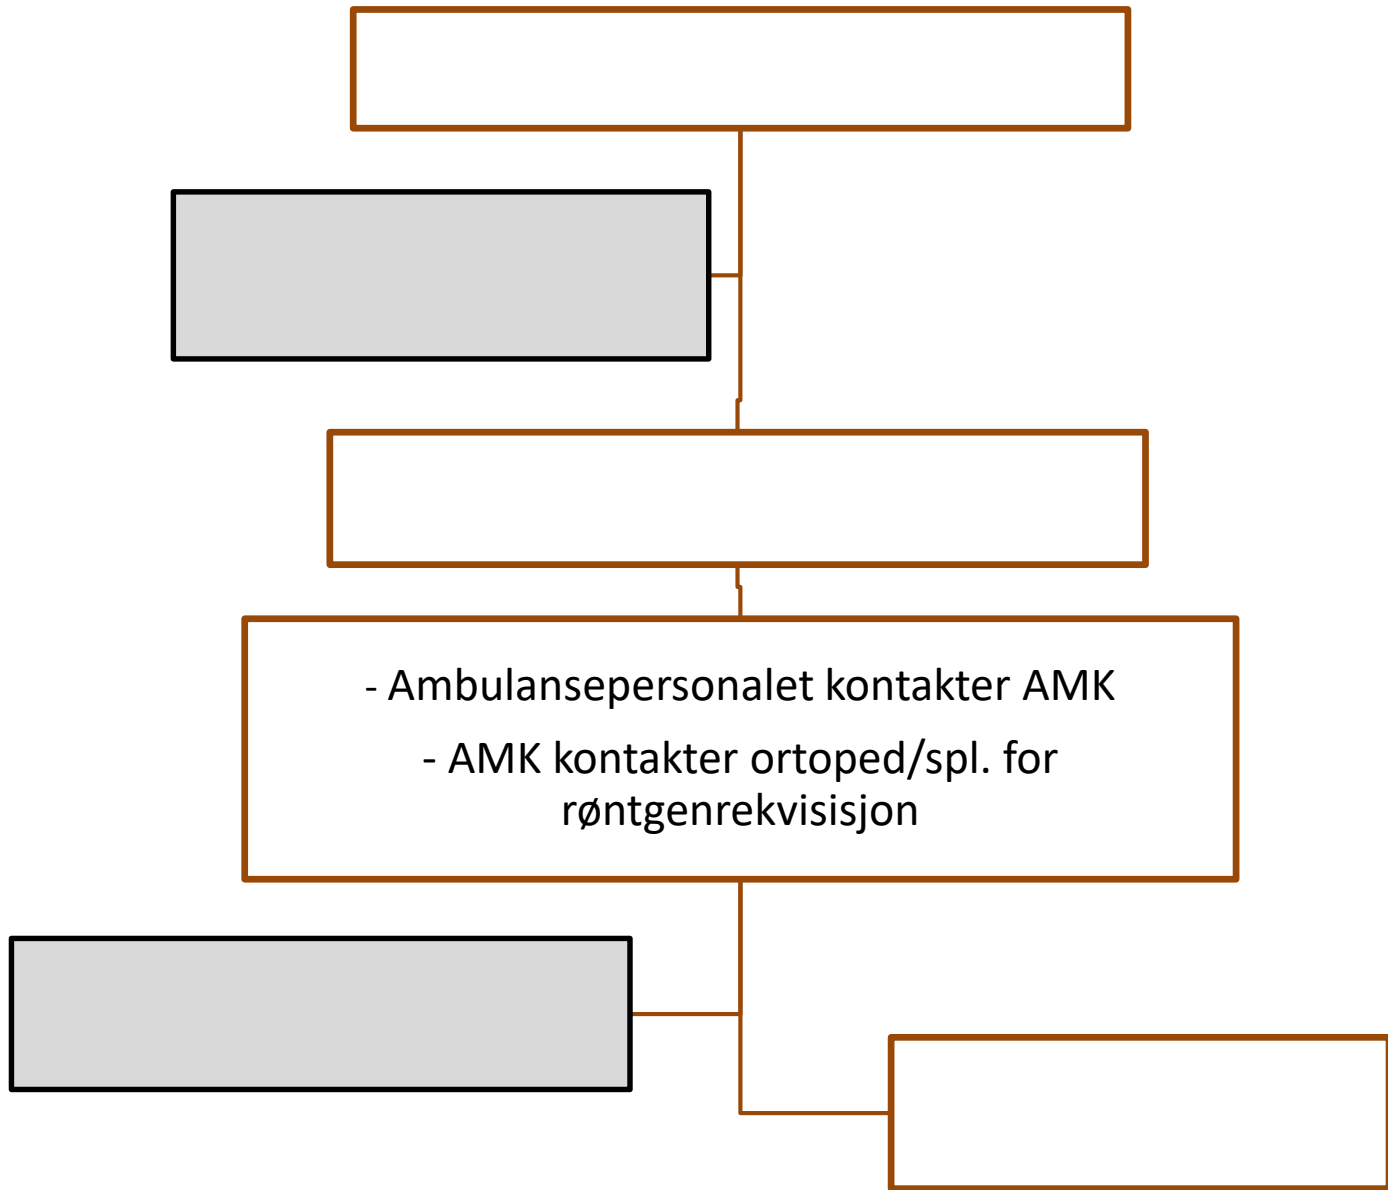 - Ambulansepersonalet kontakter AMK
- AMK kontakter ortoped/spl. for
røntgenrekvisisjon